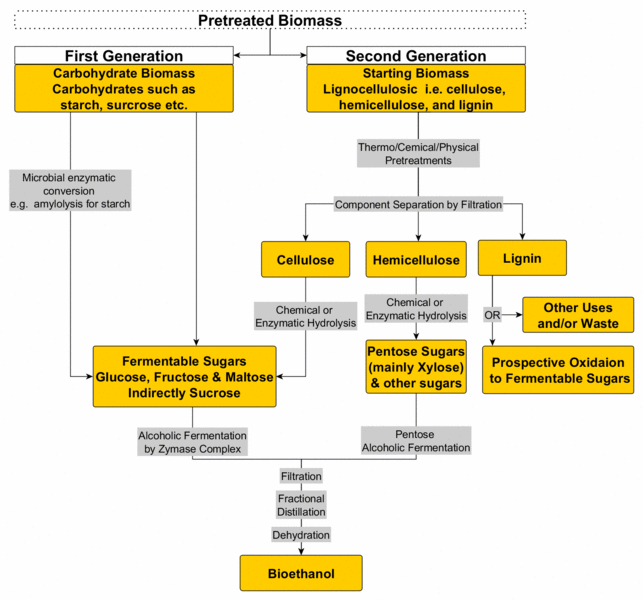 Pretreated Biomass
First Generation
Second Generation
Carbohydrate Biomass
Carbohydrates such as
starch, surcrose etc.
Starting Biomass
Lignocellulosic i.e. cellulose,
hemicellulose, and lignin
Thermo/Cemical/Physical
Pretreatments
Microbial enzymatic
conversion
e.g. amylolysis for starch
Component Separation by Filtration
Cellulose
Hemicellulose
Lignin
Chemical or
Enzymatic Hydrolysis
Chemical or
Enzymatic Hydrolysis
OR
Other Uses
and/or Waste
Fermentable Sugars
Glucose, Fructose & Maltose
Indirectly Sucrose
Pentose Sugars
(mainly Xylose)
& other sugars
Prospective Oxidaion
to Fermentable Sugars
Alcoholic Fermentation
by Zymase Complex
Pentose
Alcoholic Fermentation
Filtration
Fractional
Distillation
Dehydration
Bioethanol